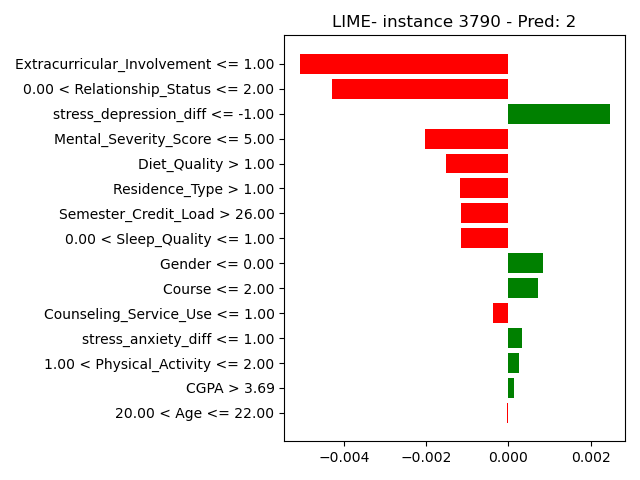 LIME- instance 3790 - Pred: 2
Extracurricular_Involvement <= 1.00
0.00 < Relationship_Status <= 2.00
stress_depression_diff <= -1.00
Mental_Severity_Score <= 5.00
Diet_Quality > 1.00
Residence_Type > 1.00
Semester_Credit_Load > 26.00
0.00 < Sleep_Quality <= 1.00
Gender <= 0.00
Course <= 2.00
Counseling_Service_Use <= 1.00
stress_anxiety_diff <= 1.00
1.00 < Physical_Activity <= 2.00
CGPA > 3.69
20.00 < Age <= 22.00
−0.004 −0.002 0.000 0.002